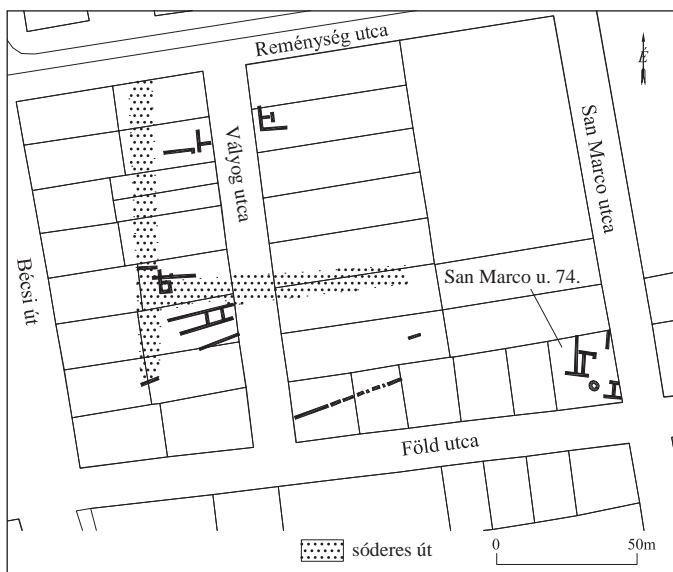 Reménység utca
É
San Marco utca
Vályog utca
Bécsi út
San Marco u. 74.
Föld utca
sóderes út
0 50m